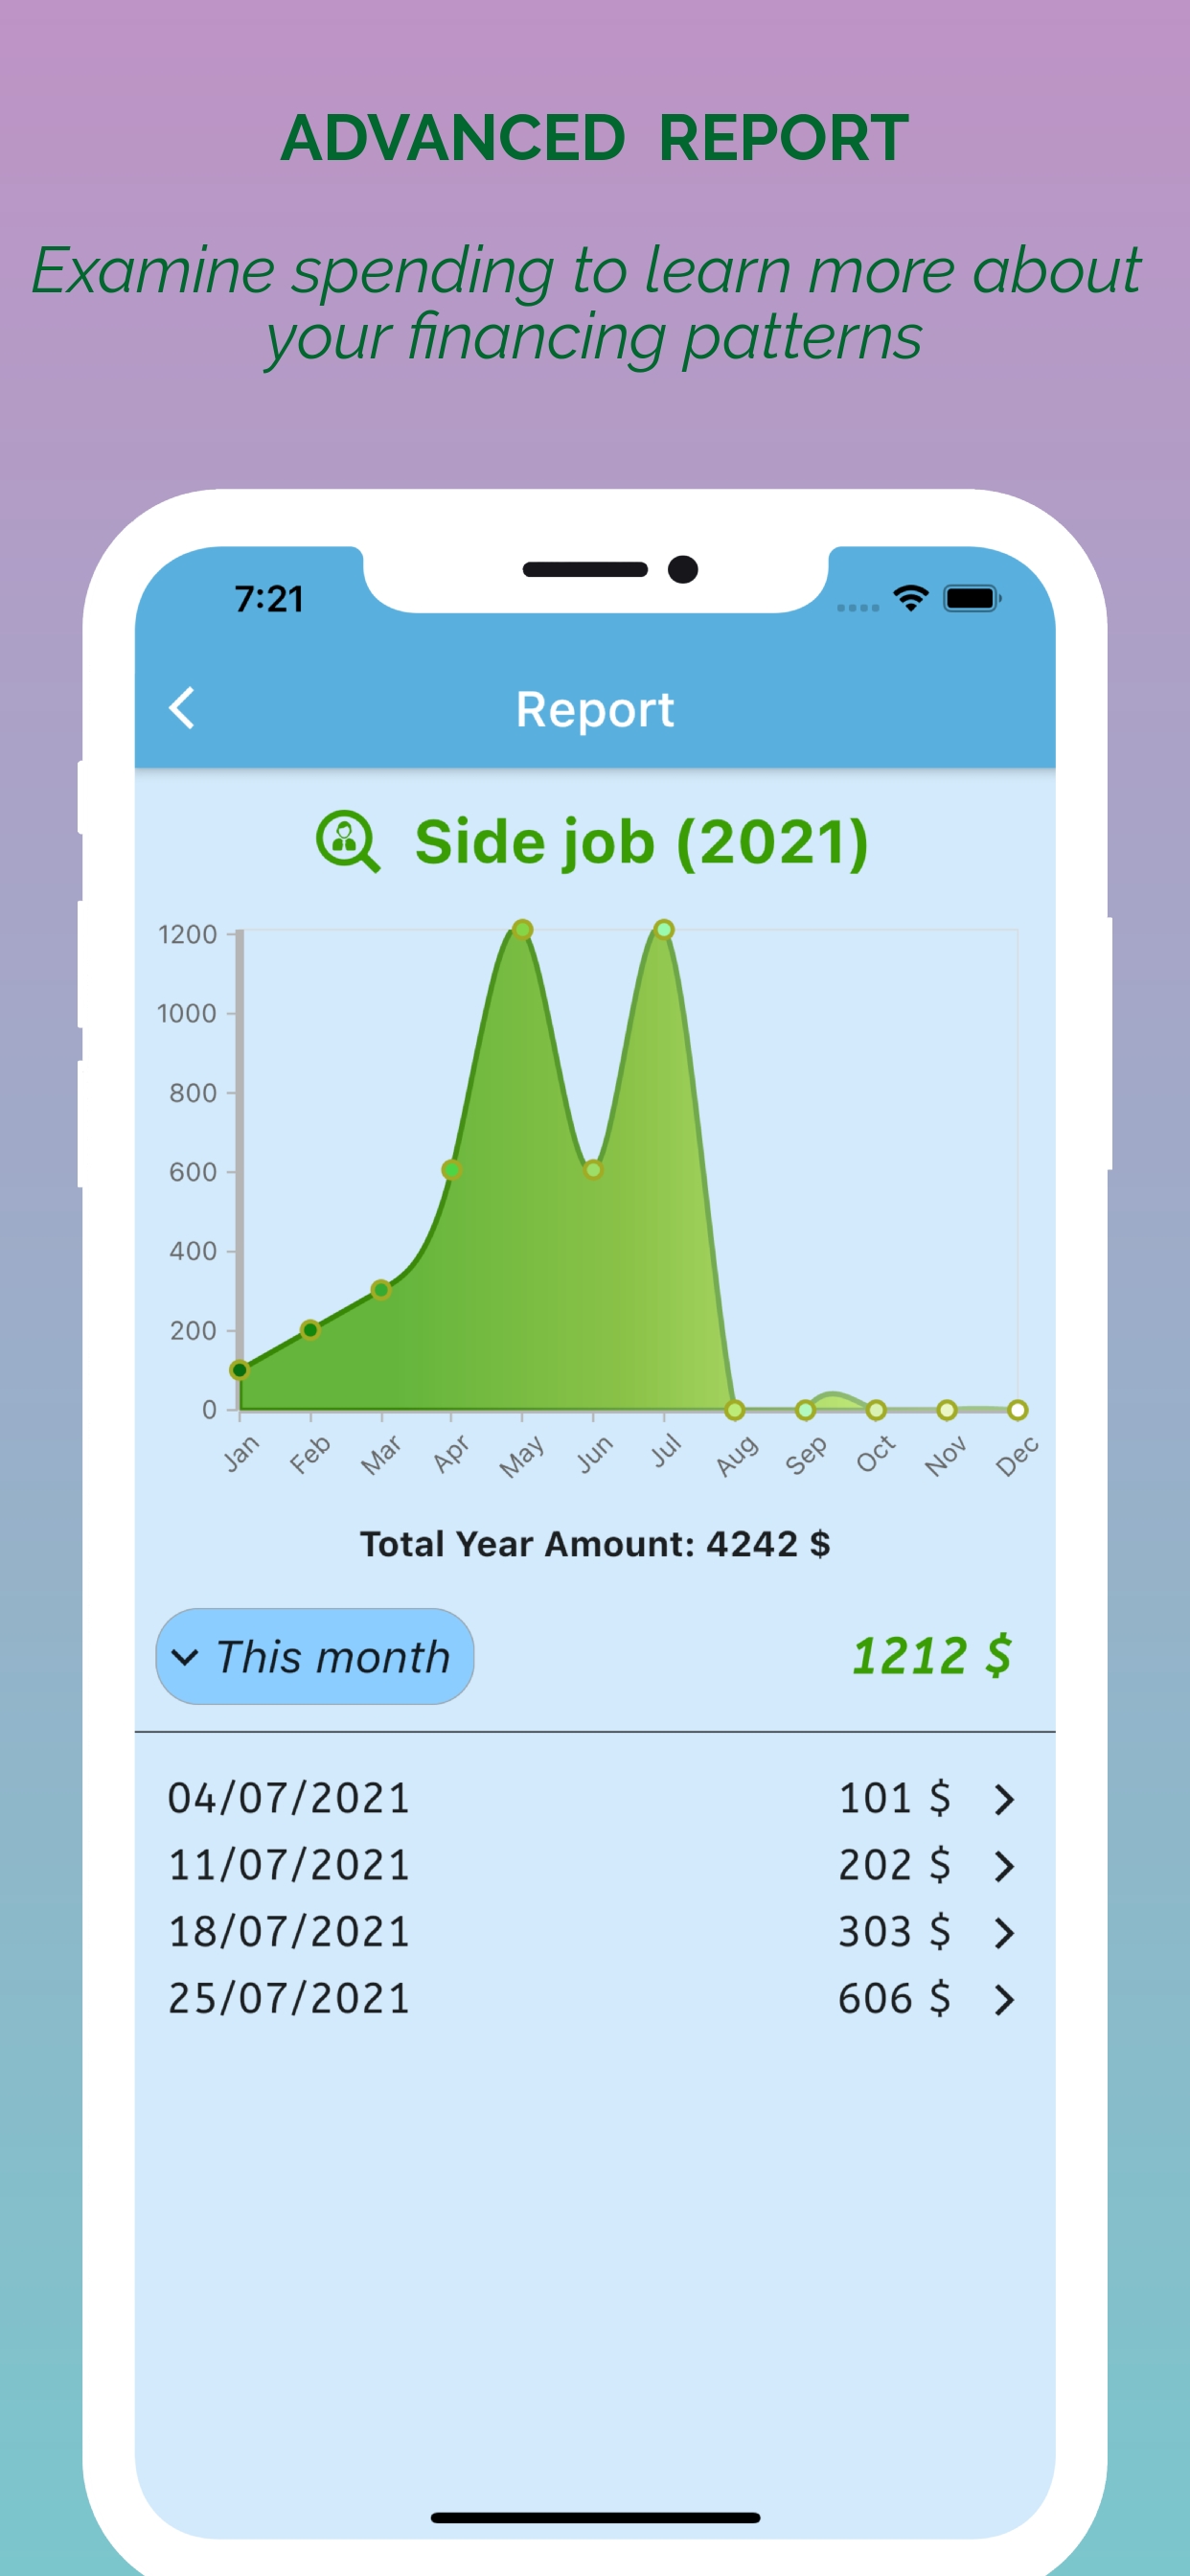 ADVANCED REPORT
Examine spending to learn more about
your financing patterns
7:21
Report
Side job (2021)
1200
1000
800
600
400
200
0
Jan Feb Mar Apr May Jun Jul Aug Sep Oct Nov Dec
Total Year Amount: 4242 $
This month 1212 $
04/07/2021 101 $
11/07/2021 202 $
18/07/2021 303 $
25/07/2021 606 $